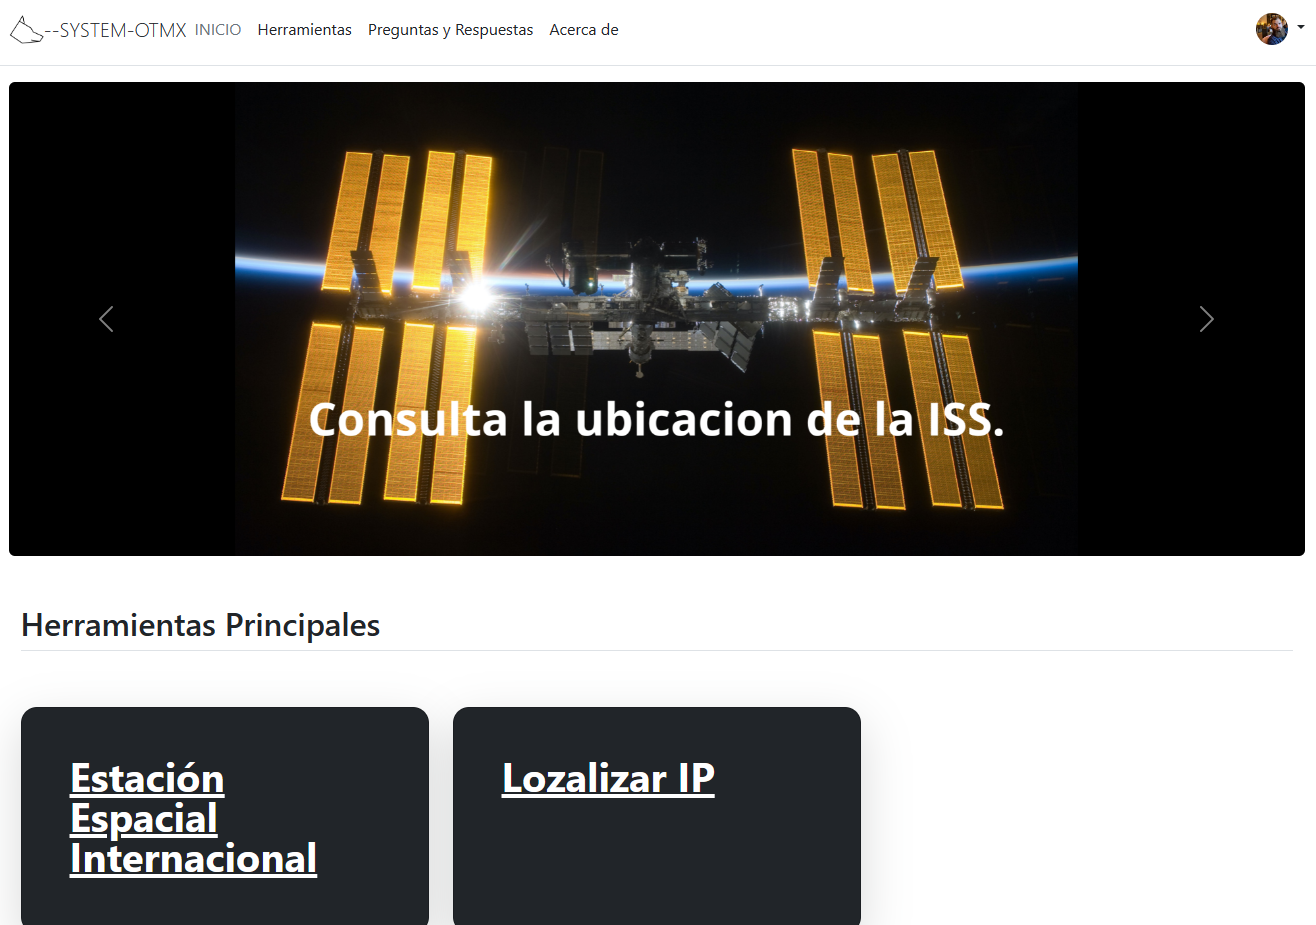 --SYSTEM-OTMX INICIO Herramientas Preguntas y Respuestas Acerca de
Consulta la ubicacion de la ISS.
Herramientas Principales
Estación
Espacial
Internacional
Lozalizar IP